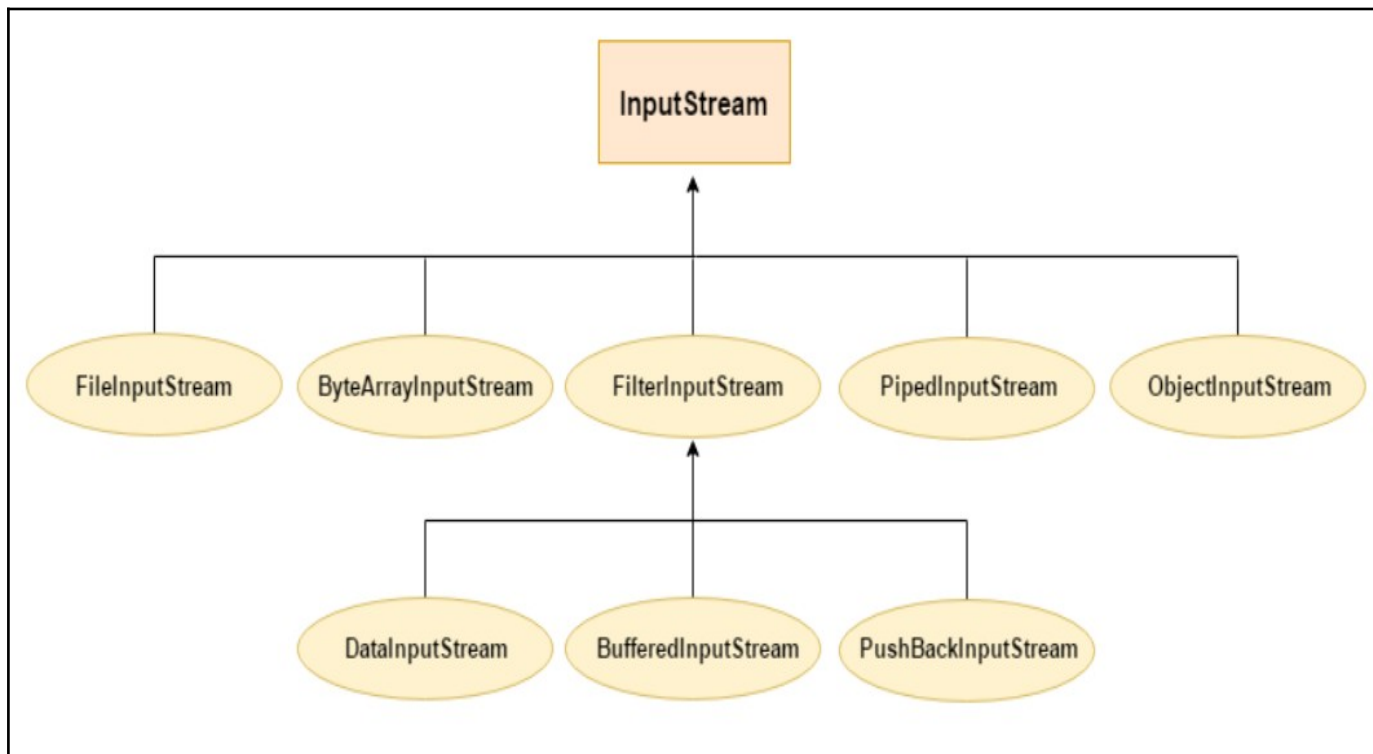 InputStream
FileInputStream
ByteArrayInputStream
FilterInputStream
PipedInputStream
ObjectInputStream
DataInputStream
BufferedInputStream
PushBackInputStream